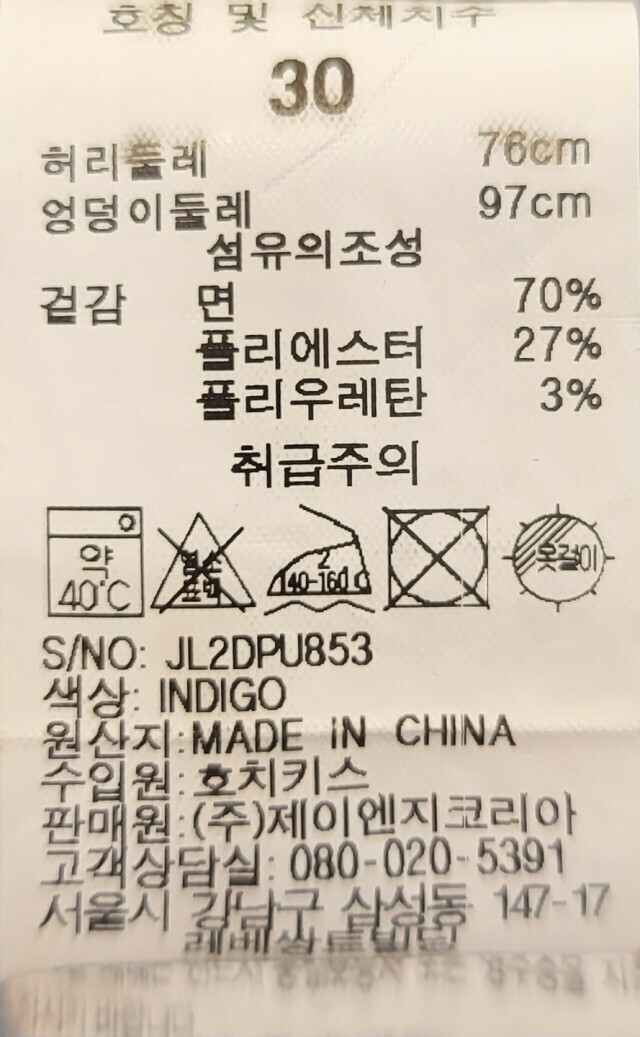 호칭 및 신체치수
30
허리둘레 76cm
엉덩이둘레 97cm
섬유의조성
겉감 면 70%
폴리에스터 27%
폴리우레탄 3%
취급주의
약
40°C
염소
표백
2
140-160°C
옷걸이
S/NO: JL2DPU853
색상: INDIGO
원산지:MADE IN CHINA
수입원:호치키스
판매원:(주)제이엔지코리아
고객상담실: 080-020-5391
서울시 강남구 삼성동 147-17